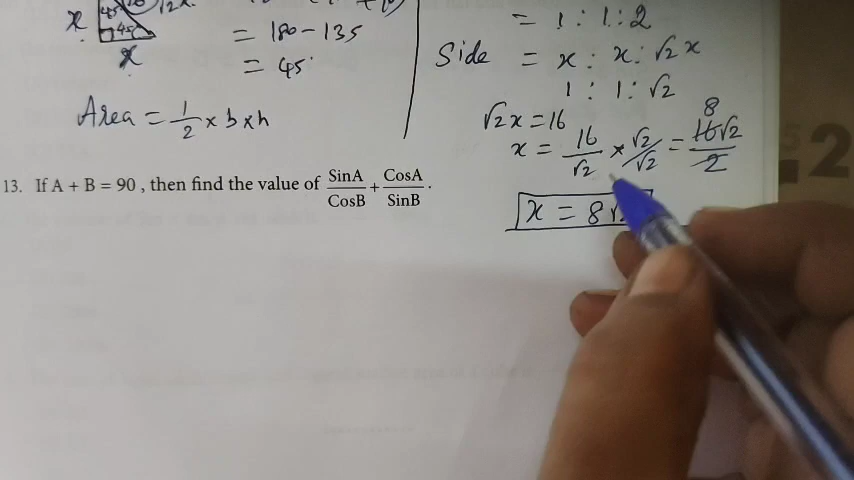 45°
45
x
x
= 180 - 135
= 45°
Area = 1/2 × b × h
= 1 : 1 : 2
Side = x : x : √2 x
1 : 1 : √2
√2 x = 16
x = 16/√2 × √2/√2 = 16√2/2
8
x = 8√
13. If A + B = 90 , then find the value of SinA/CosB + CosA/SinB .
2